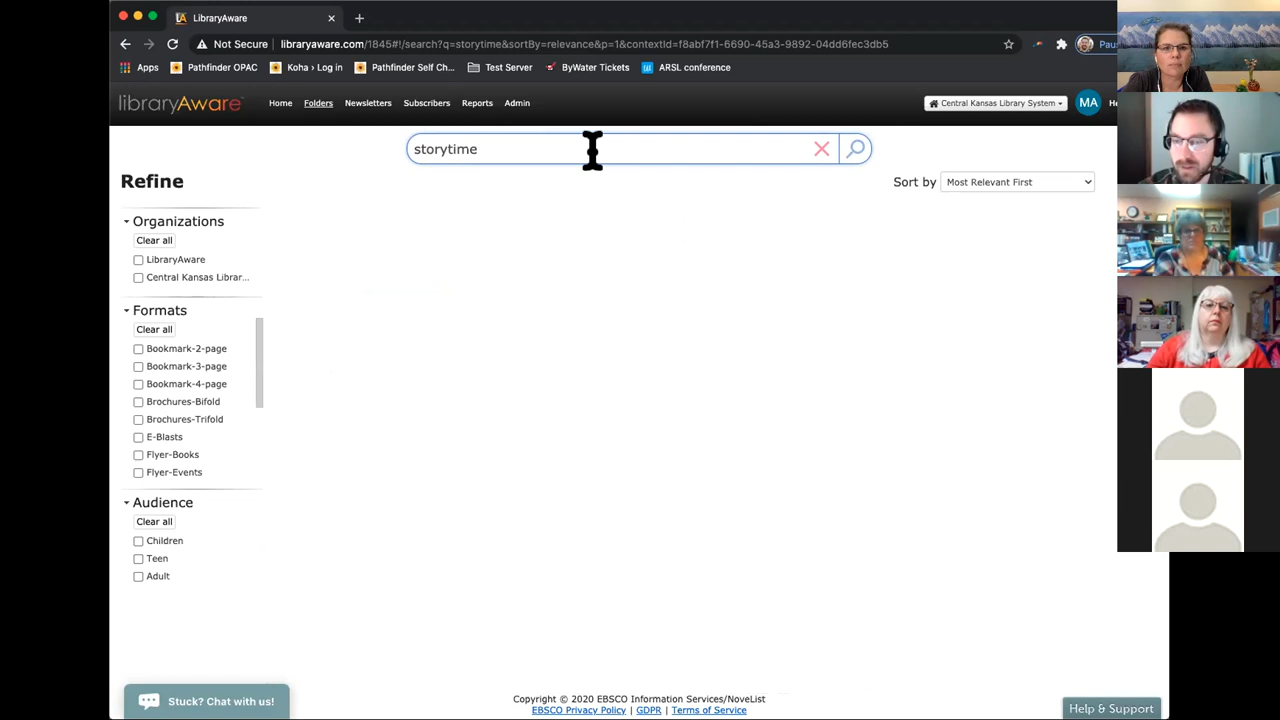 LibraryAware
Not Secure | libraryaware.com/1845#!/search?q=storytime&sortBy=relevance&p=1&contextId=f8abf7f1-6690-45a3-9892-04dd6fec3db5
Pau
Apps Pathfinder OPAC Koha › Log in Pathfinder Self Ch... Test Server ByWater Tickets ARSL conference
libraryAware Home Folders Newsletters Subscribers Reports Admin Central Kansas Library System MA He
storytime
Refine
Sort by Most Relevant First
Organizations
Clear all
LibraryAware
Central Kansas Librar...
Formats
Clear all
Bookmark-2-page
Bookmark-3-page
Bookmark-4-page
Brochures-Bifold
Brochures-Trifold
E-Blasts
Flyer-Books
Flyer-Events
Audience
Clear all
Children
Teen
Adult
Stuck? Chat with us!
Copyright © 2020 EBSCO Information Services/NoveList
EBSCO Privacy Policy | GDPR | Terms of Service
Help & Support